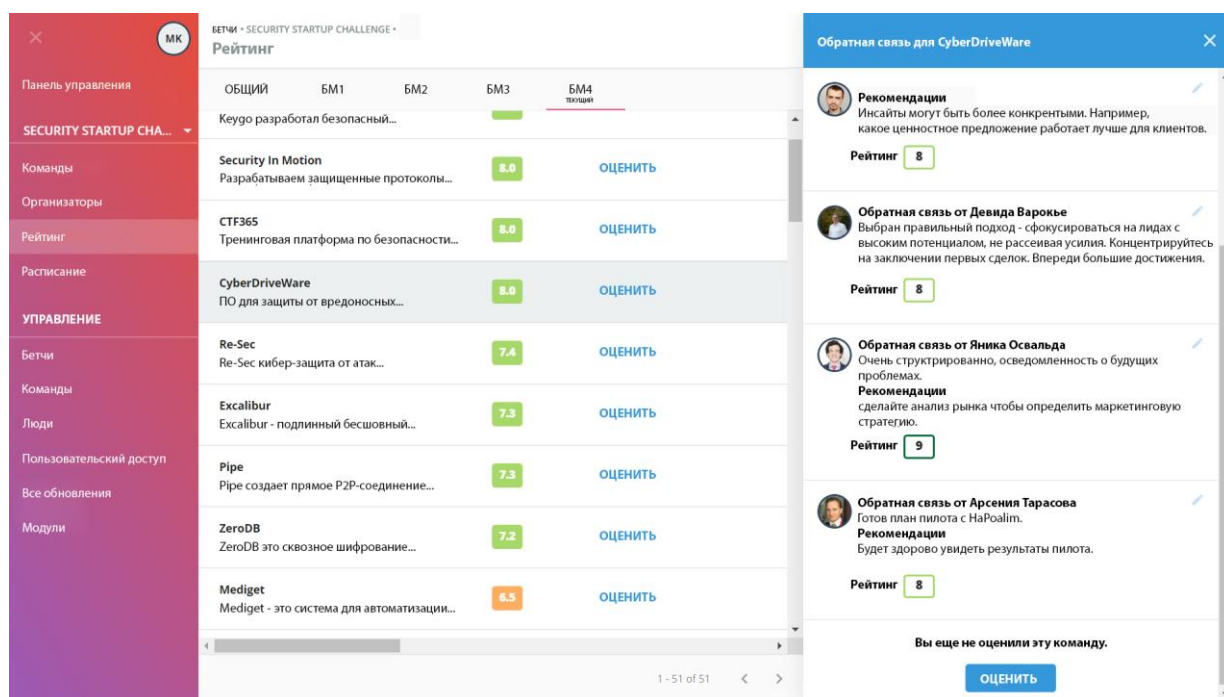 МК
Панель управления
SECURITY STARTUP CHA...
Команды
Организаторы
Рейтинг
Расписание
УПРАВЛЕНИЕ
Бетчи
Команды
Люди
Пользовательский доступ
Все обновления
Модули
БЕТЧИ • SECURITY STARTUP CHALLENGE •
Рейтинг
ОБЩИЙ БМ1 БМ2 БМ3 БМ4
ТЕКУЩИЙ
Keygo разработал безопасный...
Security In Motion
Разрабатываем защищенные протоколы...
8.0 ОЦЕНИТЬ
CTF365
Тренинговая платформа по безопасности...
8.0 ОЦЕНИТЬ
CyberDriveWare
ПО для защиты от вредоносных...
8.0 ОЦЕНИТЬ
Re-Sec
Re-Sec кибер-защита от атак...
7.4 ОЦЕНИТЬ
Excalibur
Excalibur - подлинный бесшовный...
7.3 ОЦЕНИТЬ
Pipe
Pipe создает прямое P2P-соединение...
7.3 ОЦЕНИТЬ
ZeroDB
ZeroDB это сквозное шифрование...
7.2 ОЦЕНИТЬ
Mediget
Mediget - это система для автоматизации...
6.5 ОЦЕНИТЬ
1 - 51 of 51
Обратная связь для CyberDriveWare
Рекомендации
Инсайты могут быть более конкрентыми. Например,
какое ценностное предложение работает лучше для клиентов.
Рейтинг 8
Обратная связь от Девида Варокье
Выбран правильный подход - сфокусироваться на лидах с
высоким потенциалом, не рассеивая усилия. Концентрируйтесь
на заключении первых сделок. Впереди большие достижения.
Рейтинг 8
Обратная связь от Яника Освальда
Очень структрированно, осведомленность о будущих
проблемах.
Рекомендации
сделайте анализ рынка чтобы определить маркетинговую
стратегию.
Рейтинг 9
Обратная связь от Арсения Тарасова
Готов план пилота с HaPoalim.
Рекомендации
Будет здорово увидеть результаты пилота.
Рейтинг 8
Вы еще не оценили эту команду.
ОЦЕНИТЬ